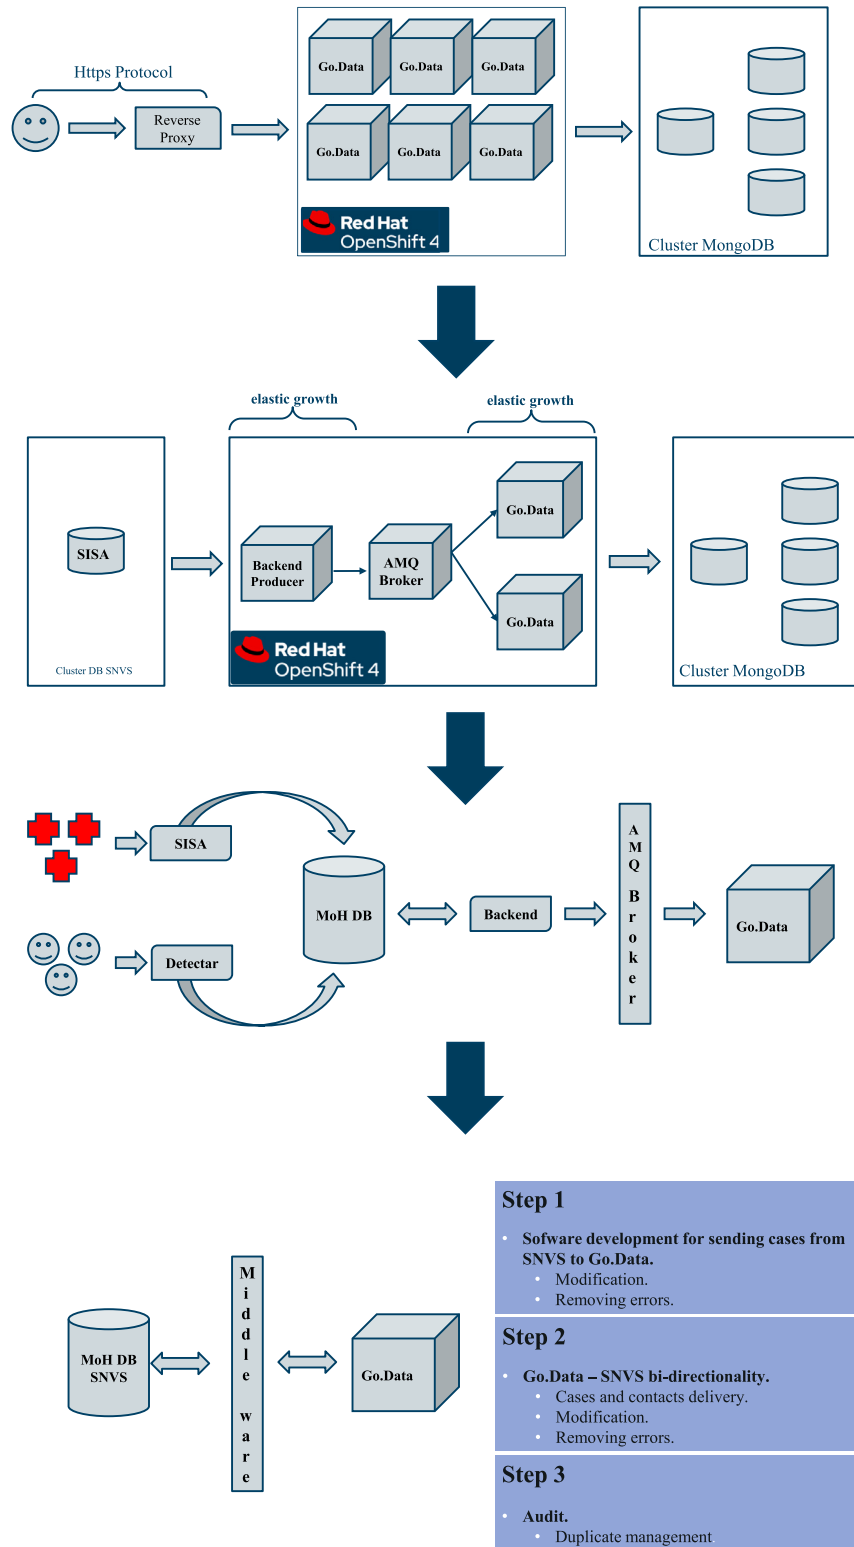 Https Protocol
Reverse
Proxy
Go.Data
Go.Data
Go.Data
Go.Data
Go.Data
Go.Data
Red Hat
OpenShift 4
Cluster MongoDB
elastic growth
elastic growth
SISA
Cluster DB SNVS
Backend
Producer
AMQ
Broker
Go.Data
Go.Data
Red Hat
OpenShift 4
Cluster MongoDB
SISA
Detectar
MoH DB
Backend
AMQ Broker
Go.Data
MoH DB
SNVS
Middle ware
Go.Data
Step 1
• Sofware development for sending cases from
SNVS to Go.Data.
• Modification.
• Removing errors.
Step 2
• Go.Data – SNVS bi-directionality.
• Cases and contacts delivery.
• Modification.
• Removing errors.
Step 3
• Audit.
• Duplicate management